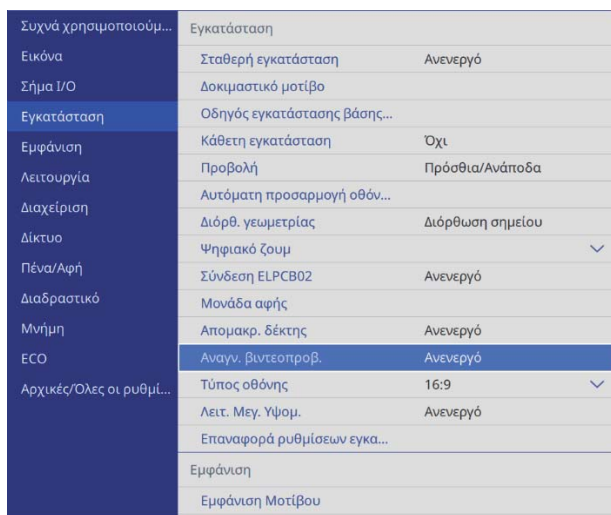 Συχνά χρησιμοποιούμ...
Εικόνα
Σήμα I/O
Εγκατάσταση
Εμφάνιση
Λειτουργία
Διαχείριση
Δίκτυο
Πένα/Αφή
Διαδραστικό
Μνήμη
ECO
Αρχικές/Όλες οι ρυθμί...
Εγκατάσταση
Σταθερή εγκατάσταση Ανενεργό
Δοκιμαστικό μοτίβο
Οδηγός εγκατάστασης βάσης...
Κάθετη εγκατάσταση Όχι
Προβολή Πρόσθια/Ανάποδα
Αυτόματη προσαρμογή οθόν...
Διόρθ. γεωμετρίας Διόρθωση σημείου
Ψηφιακό ζουμ
Σύνδεση ELPCB02 Ανενεργό
Μονάδα αφής
Απομακρ. δέκτης Ανενεργό
Αναγν. βιντεοπροβ. Ανενεργό
Τύπος οθόνης 16:9
Λειτ. Μεγ. Υψομ. Ανενεργό
Επαναφορά ρυθμίσεων εγκα...
Εμφάνιση
Εμφάνιση Μοτίβου